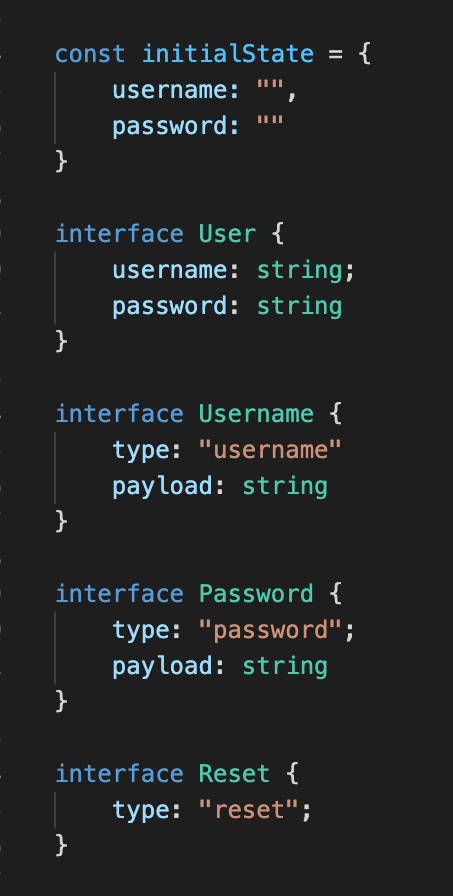 const initialState = {
    username: "",
    password: ""
}

interface User {
    username: string;
    password: string
}

interface Username {
    type: "username"
    payload: string
}

interface Password {
    type: "password";
    payload: string
}

interface Reset {
    type: "reset";
}